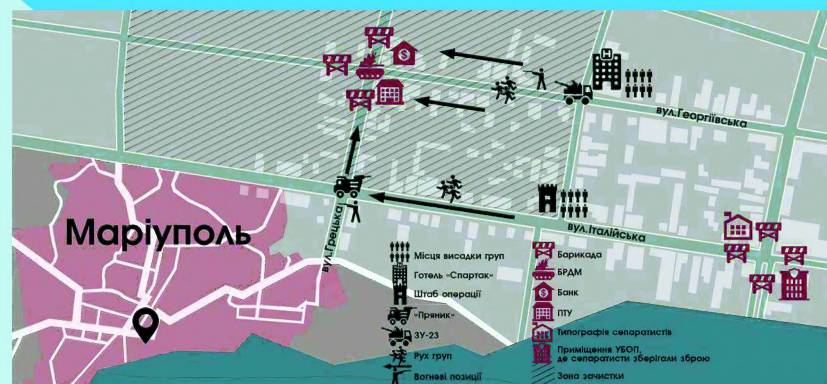 вул.Георгіївська
Маріуполь
вул.Грецька
вул.Італійська
Місця висадки груп
Готель «Спартак»
Штаб операції
"Пряник"
ЗУ-23
Рух груп
Вогневі позиції
Барикада
БРДМ
Банк
ПТУ
Типографія сепаратистів
Приміщення УБОП,
де сепаратисти зберігали зброю
Зона зачистки